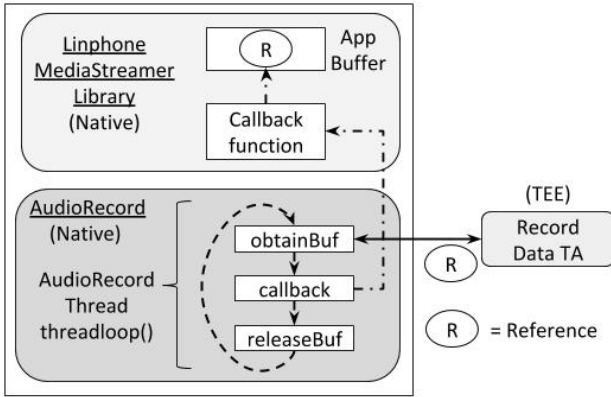 Linphone
MediaStreamer
Library
(Native)
R
App
Buffer
Callback
function
AudioRecord
(Native)
AudioRecord
Thread
threadloop()
obtainBuf
callback
releaseBuf
(TEE)
Record
Data TA
R
R = Reference